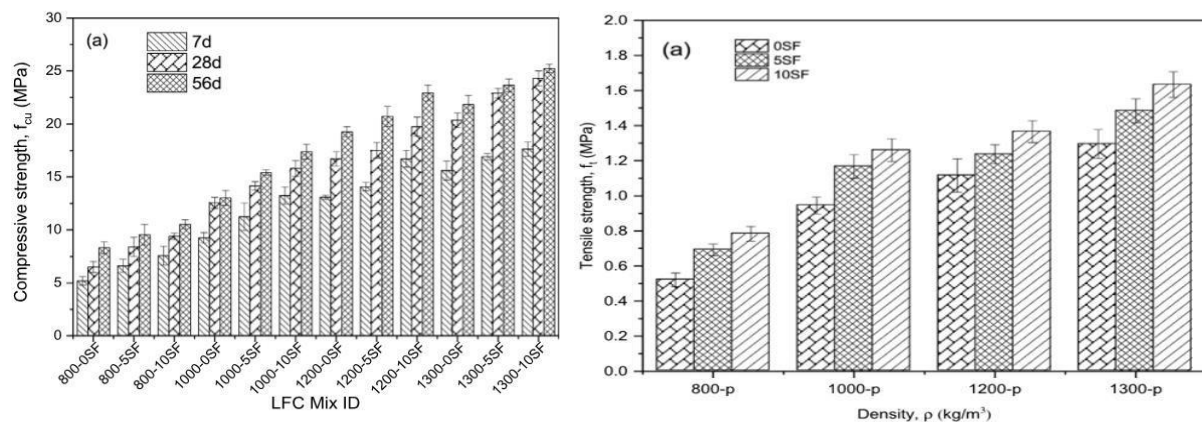 (a)
7d
28d
56d
Compressive strength, f_cu (MPa)
30
25
20
15
10
5
0
800-0SF
800-5SF
800-10SF
1000-0SF
1000-5SF
1000-10SF
1200-0SF
1200-5SF
1200-10SF
1300-0SF
1300-5SF
1300-10SF
LFC Mix ID
(a)
0SF
5SF
10SF
Tensile strength, f_t (MPa)
2.0
1.8
1.6
1.4
1.2
1.0
0.8
0.6
0.4
0.2
0.0
800-p
1000-p
1200-p
1300-p
Density, ρ (kg/m³)